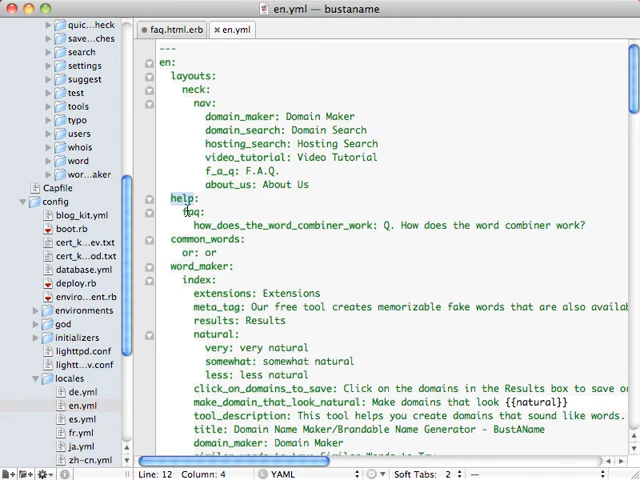 en.yml — bustaname
faq.html.erb
en.yml
quic...heck
save...ches
search
settings
suggest
test
tools
typo
users
whois
word
wor...aker
Capfile
config
blog_kit.yml
boot.rb
cert_k...ev.txt
cert_k...od.txt
database.yml
deploy.rb
enviro...ent.rb
environments
god
initializers
lighttpd.conf
lightt...v.conf
locales
de.yml
en.yml
es.yml
fr.yml
ja.yml
zh-cn.yml
---
en:
layouts:
neck:
nav:
domain_maker: Domain Maker
domain_search: Domain Search
hosting_search: Hosting Search
video_tutorial: Video Tutorial
f_a_q: F.A.Q.
about_us: About Us
help:
faq:
how_does_the_word_combiner_work: Q. How does the word combiner work?
common_words:
or: or
word_maker:
index:
extensions: Extensions
meta_tag: Our free tool creates memorizable fake words that are also availa
results: Results
natural:
very: very natural
somewhat: somewhat natural
less: less natural
click_on_domains_to_save: Click on the domains in the Results box to save on
make_domains_that_look_natural: Make domains that look {{natural}}
tool_description: This tool helps you create domains that sound like words.
title: Domain Name Maker/Brandable Name Generator - BustAName
domain_maker: Domain Maker
Line: 12 Column: 4
YAML
Soft Tabs: 2
—